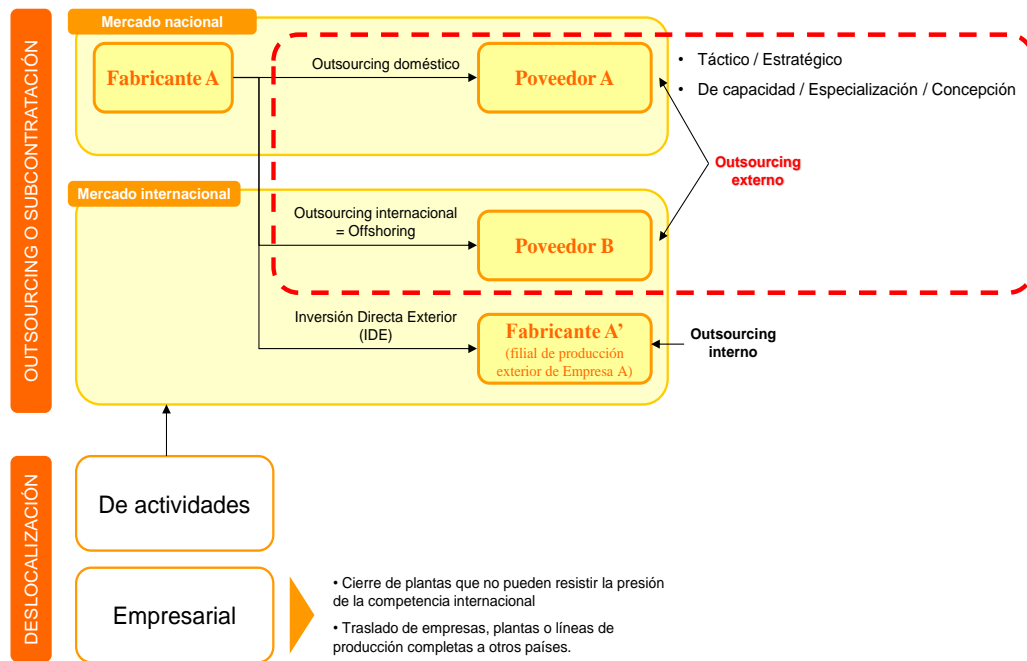 OUTSOURCING O SUBCONTRATACIÓN
Mercado nacional
Fabricante A
Outsourcing doméstico
Poveedor A
• Táctico / Estratégico
• De capacidad / Especialización / Concepción
Outsourcing
externo
Mercado internacional
Outsourcing internacional
= Offshoring
Poveedor B
Inversión Directa Exterior
(IDE)
Fabricante A’
(filial de producción
exterior de Empresa A)
Outsourcing
interno
DESLOCALIZACIÓN
De actividades
Empresarial
• Cierre de plantas que no pueden resistir la presión
de la competencia internacional
• Traslado de empresas, plantas o líneas de
producción completas a otros países.